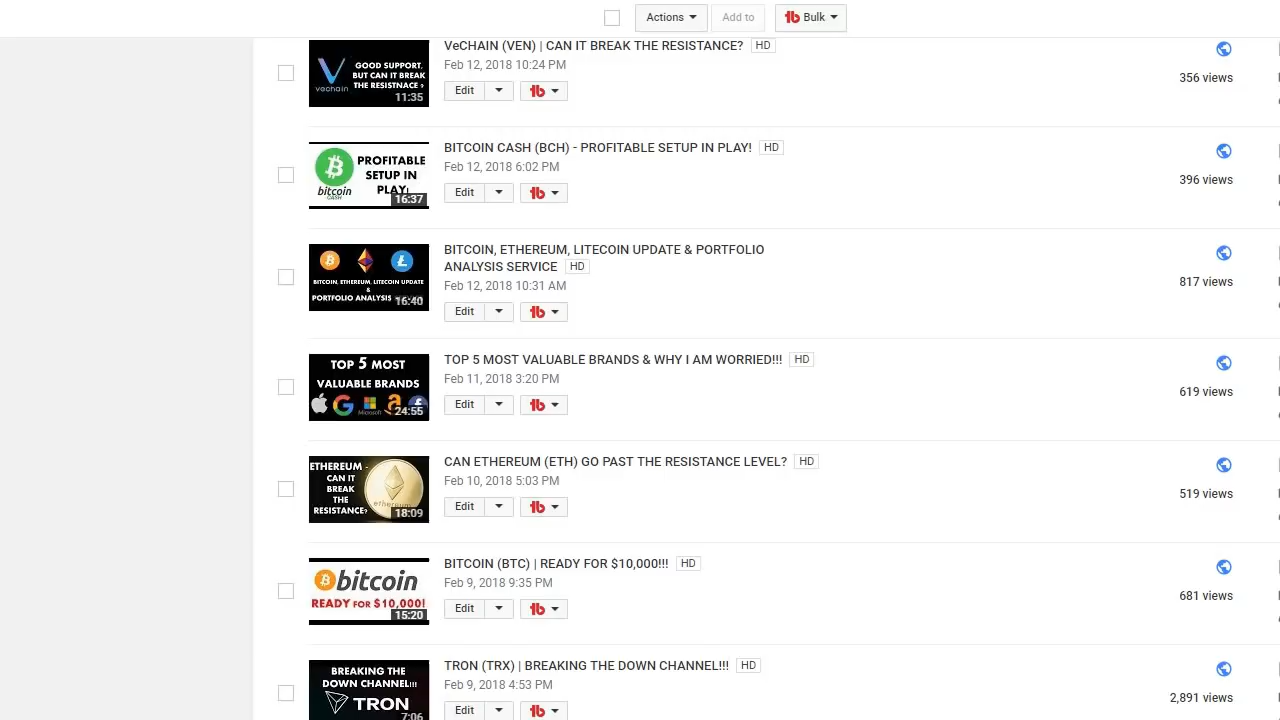 Actions
Add to
Bulk
VeCHAIN (VEN) | CAN IT BREAK THE RESISTANCE? HD
Feb 12, 2018 10:24 PM
356 views
Edit
GOOD SUPPORT,
BUT CAN IT BREAK
THE RESISTNACE ?
vechain
11:35
BITCOIN CASH (BCH) - PROFITABLE SETUP IN PLAY! HD
Feb 12, 2018 6:02 PM
396 views
Edit
PROFITABLE
SETUP IN
PLAY!
bitcoin
CASH
16:37
BITCOIN, ETHEREUM, LITECOIN UPDATE & PORTFOLIO
ANALYSIS SERVICE HD
Feb 12, 2018 10:31 AM
817 views
Edit
BITCOIN, ETHEREUM, LITECOIN UPDATE
&
PORTFOLIO ANALYSIS
16:40
TOP 5 MOST VALUABLE BRANDS & WHY I AM WORRIED!!! HD
Feb 11, 2018 3:20 PM
619 views
Edit
TOP 5 MOST
VALUABLE BRANDS
Microsoft
24:55
CAN ETHEREUM (ETH) GO PAST THE RESISTANCE LEVEL? HD
Feb 10, 2018 5:03 PM
519 views
Edit
ETHEREUM -
CAN IT
BREAK
THE
RESISTANCE?
18:09
BITCOIN (BTC) | READY FOR $10,000!!! HD
Feb 9, 2018 9:35 PM
681 views
Edit
bitcoin
READY FOR $10,000!
15:20
TRON (TRX) | BREAKING THE DOWN CHANNEL!!! HD
Feb 9, 2018 4:53 PM
2,891 views
Edit
BREAKING THE
DOWN CHANNEL!!!
TRON
7:06